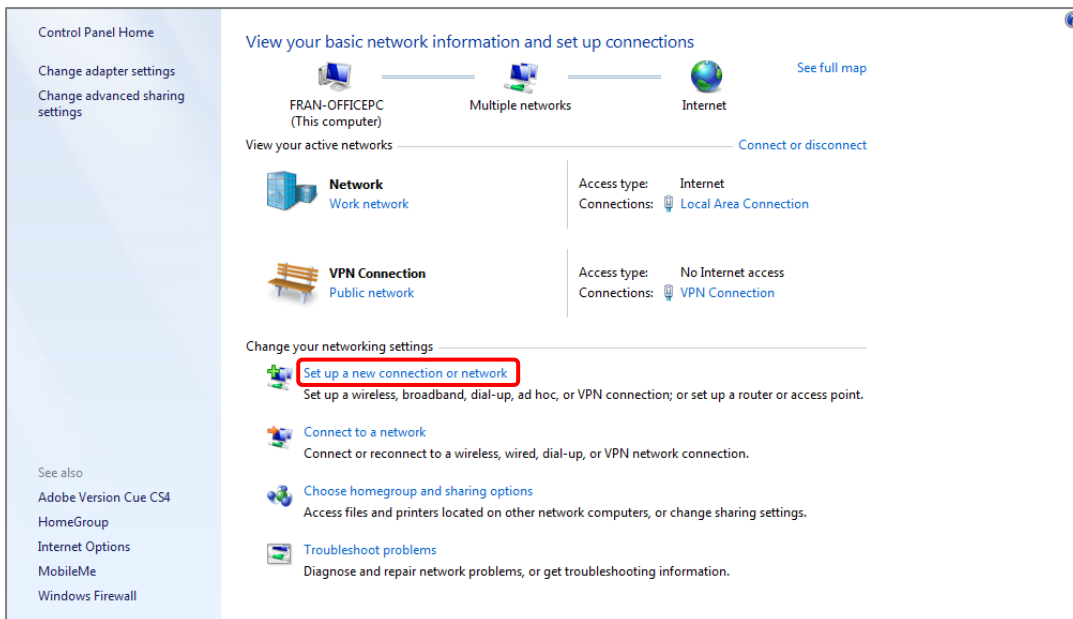 Control Panel Home
Change adapter settings
Change advanced sharing
settings
See also
Adobe Version Cue CS4
HomeGroup
Internet Options
MobileMe
Windows Firewall
View your basic network information and set up connections
See full map
FRAN-OFFICEPC
(This computer)
Multiple networks
Internet
View your active networks
Connect or disconnect
Network
Work network
Access type: Internet
Connections: Local Area Connection
VPN Connection
Public network
Access type: No Internet access
Connections: VPN Connection
Change your networking settings
Set up a new connection or network
Set up a wireless, broadband, dial-up, ad hoc, or VPN connection; or set up a router or access point.
Connect to a network
Connect or reconnect to a wireless, wired, dial-up, or VPN network connection.
Choose homegroup and sharing options
Access files and printers located on other network computers, or change sharing settings.
Troubleshoot problems
Diagnose and repair network problems, or get troubleshooting information.